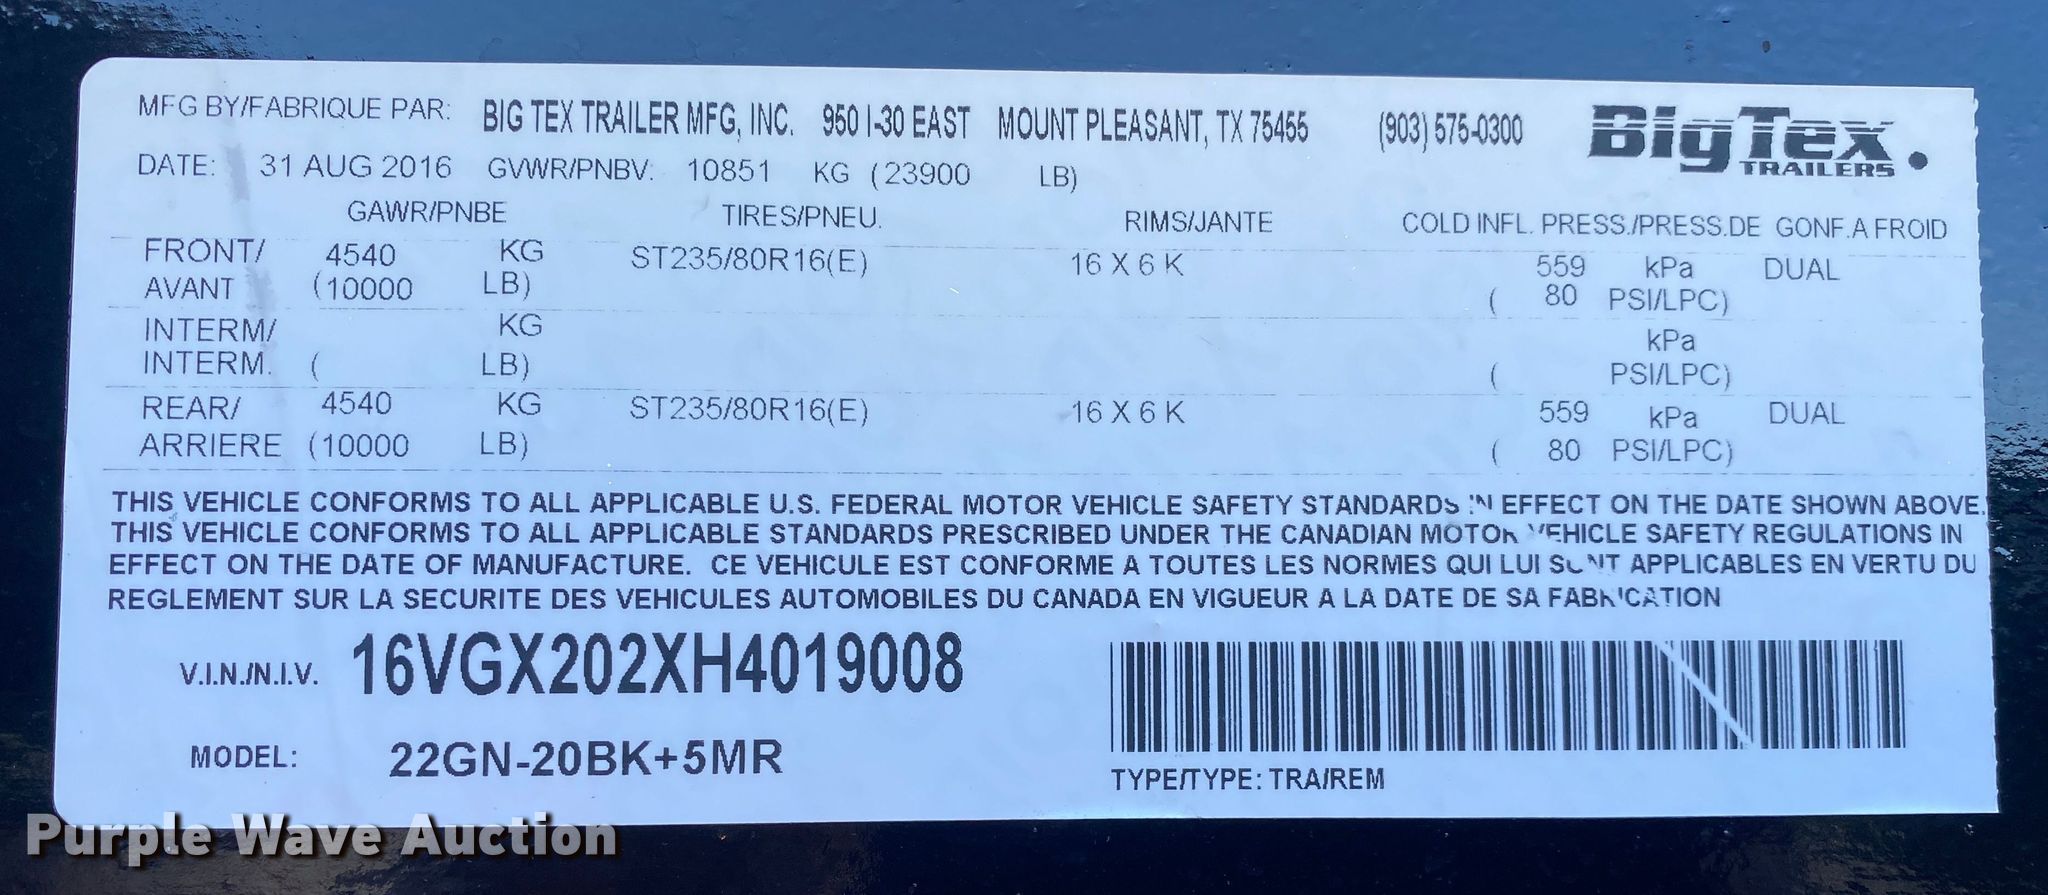 MFG BY/FABRIQUE PAR: BIG TEX TRAILER MFG, INC. 950 I-30 EAST MOUNT PLEASANT, TX 75455 (903) 575-0300 BigTex TRAILERS
DATE: 31 AUG 2016 GVWR/PNBV: 10851 KG (23900 LB)
GAWR/PNBE TIRES/PNEU. RIMS/JANTE COLD INFL. PRESS./PRESS.DE GONF.A FROID
FRONT/ 4540 KG ST235/80R16(E) 16 X 6 K 559 kPa DUAL
AVANT (10000 LB) ( 80 PSI/LPC)
INTERM/ KG kPa
INTERM. ( LB) ( PSI/LPC)
REAR/ 4540 KG ST235/80R16(E) 16 X 6 K 559 kPa DUAL
ARRIERE (10000 LB) ( 80 PSI/LPC)
THIS VEHICLE CONFORMS TO ALL APPLICABLE U.S. FEDERAL MOTOR VEHICLE SAFETY STANDARDS IN EFFECT ON THE DATE SHOWN ABOVE.
THIS VEHICLE CONFORMS TO ALL APPLICABLE STANDARDS PRESCRIBED UNDER THE CANADIAN MOTOR VEHICLE SAFETY REGULATIONS IN
EFFECT ON THE DATE OF MANUFACTURE. CE VEHICULE EST CONFORME A TOUTES LES NORMES QUI LUI SONT APPLICABLES EN VERTU DU
REGLEMENT SUR LA SECURITE DES VEHICULES AUTOMOBILES DU CANADA EN VIGUEUR A LA DATE DE SA FABRICATION
V.I.N./N.I.V. 16VGX202XH4019008
MODEL: 22GN-20BK+5MR
TYPE/TYPE: TRA/REM
Purple Wave Auction